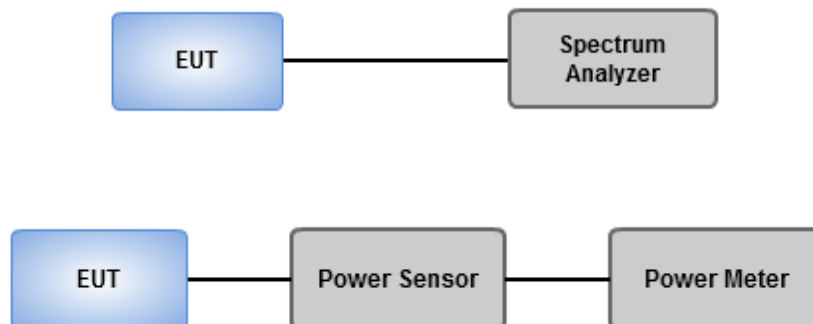 EUT
Spectrum
Analyzer
EUT
Power Sensor
Power Meter